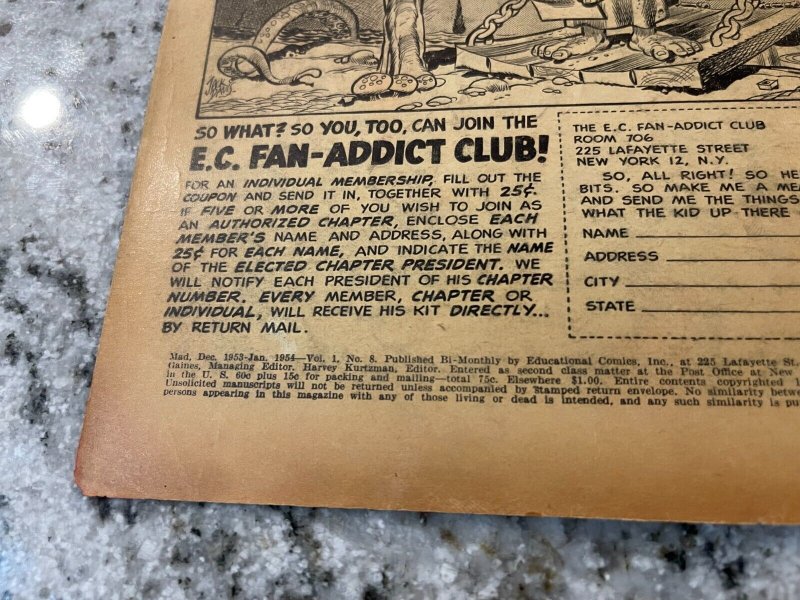 SO WHAT? SO YOU, TOO, CAN JOIN THE
E.C. FAN-ADDICT CLUB!
FOR AN INDIVIDUAL MEMBERSHIP, FILL OUT THE
COUPON AND SEND IT IN, TOGETHER WITH 25¢.
IF FIVE OR MORE OF YOU WISH TO JOIN AS
AN AUTHORIZED CHAPTER, ENCLOSE EACH
MEMBER'S NAME AND ADDRESS, ALONG WITH
25¢ FOR EACH NAME, AND INDICATE THE NAME
OF THE ELECTED CHAPTER PRESIDENT. WE
WILL NOTIFY EACH PRESIDENT OF HIS CHAPTER
NUMBER. EVERY MEMBER, CHAPTER OR
INDIVIDUAL, WILL RECEIVE HIS KIT DIRECTLY...
BY RETURN MAIL.
THE E.C. FAN-ADDICT CLUB
ROOM 706
225 LAFAYETTE STREET
NEW YORK 12, N.Y.
SO, ALL RIGHT! SO HE
BITS. SO MAKE ME A ME
AND SEND ME THE THINGS
WHAT THE KID UP THERE
NAME
ADDRESS
CITY
STATE
Mad, Dec. 1953-Jan. 1954—Vol. 1, No. 8. Published Bi-Monthly by Educational Comics, Inc., at 225 Lafayette St.,
Gaines, Managing Editor. Harvey Kurtzman, Editor. Entered as second class matter at the Post Office at New
in the U. S. 60c plus 15c for packing and mailing—total 75c. Elsewhere $1.00. Entire contents copyrighted 1
Unsolicited manuscripts will not be returned unless accompanied by Stamped return envelope. No similarity betwe
persons appearing in this magazine with any of those living or dead is intended, and any such similarity is pu